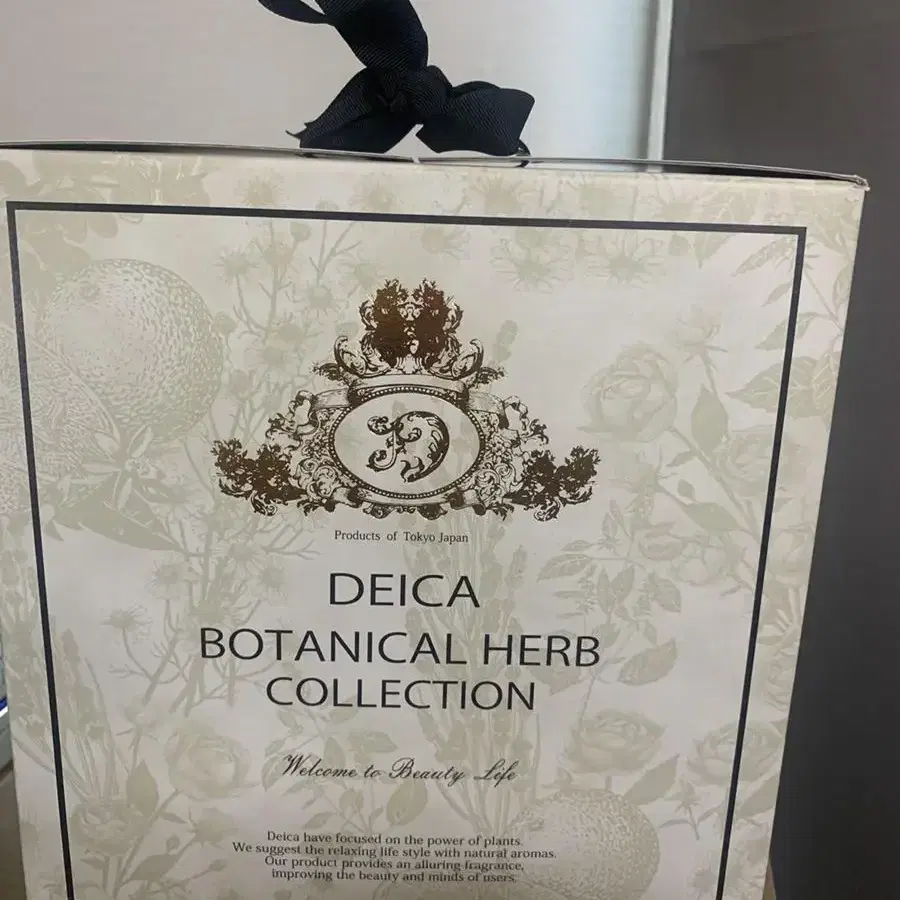 Products of Tokyo Japan
DEICA
BOTANICAL HERB
COLLECTION
Welcome to Beauty Life
Deica have focused on the power of plants.
We suggest the relaxing life style with natural aromas.
Our product provides an alluring fragrance,
improving the beauty and minds of users.